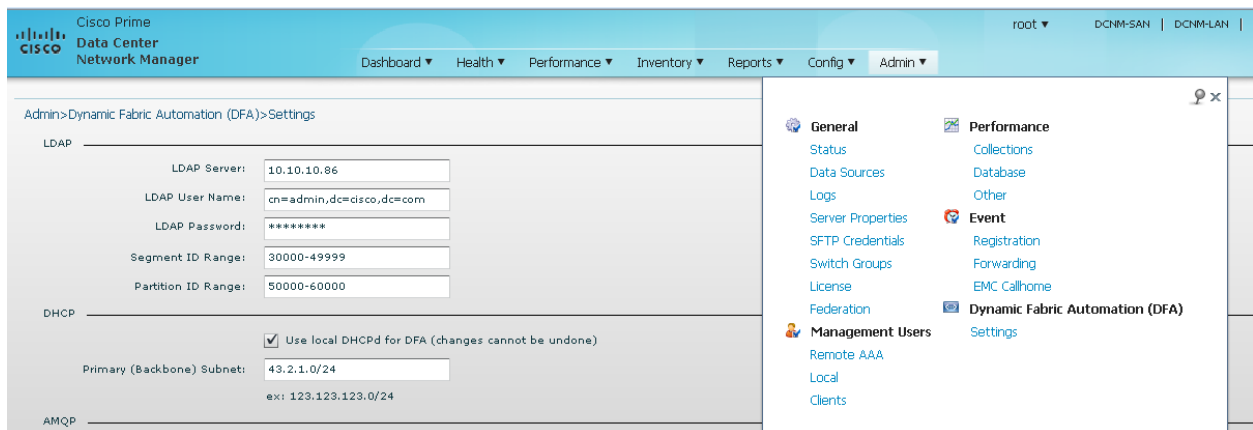 Cisco Prime
Data Center
Network Manager
CISCO
root ▼ DCNM-SAN | DCNM-LAN |
Dashboard ▼ Health ▼ Performance ▼ Inventory ▼ Reports ▼ Config ▼ Admin ▼
Admin>Dynamic Fabric Automation (DFA)>Settings
LDAP
LDAP Server: 10.10.10.86
LDAP User Name: cn=admin,dc=cisco,dc=com
LDAP Password: ********
Segment ID Range: 30000-49999
Partition ID Range: 50000-60000
DHCP
Use local DHCPd for DFA (changes cannot be undone)
Primary (Backbone) Subnet: 43.2.1.0/24
ex: 123.123.123.0/24
AMQP
General
Status
Data Sources
Logs
Server Properties
SFTP Credentials
Switch Groups
License
Federation
Management Users
Remote AAA
Local
Clients
Performance
Collections
Database
Other
Event
Registration
Forwarding
EMC Callhome
Dynamic Fabric Automation (DFA)
Settings